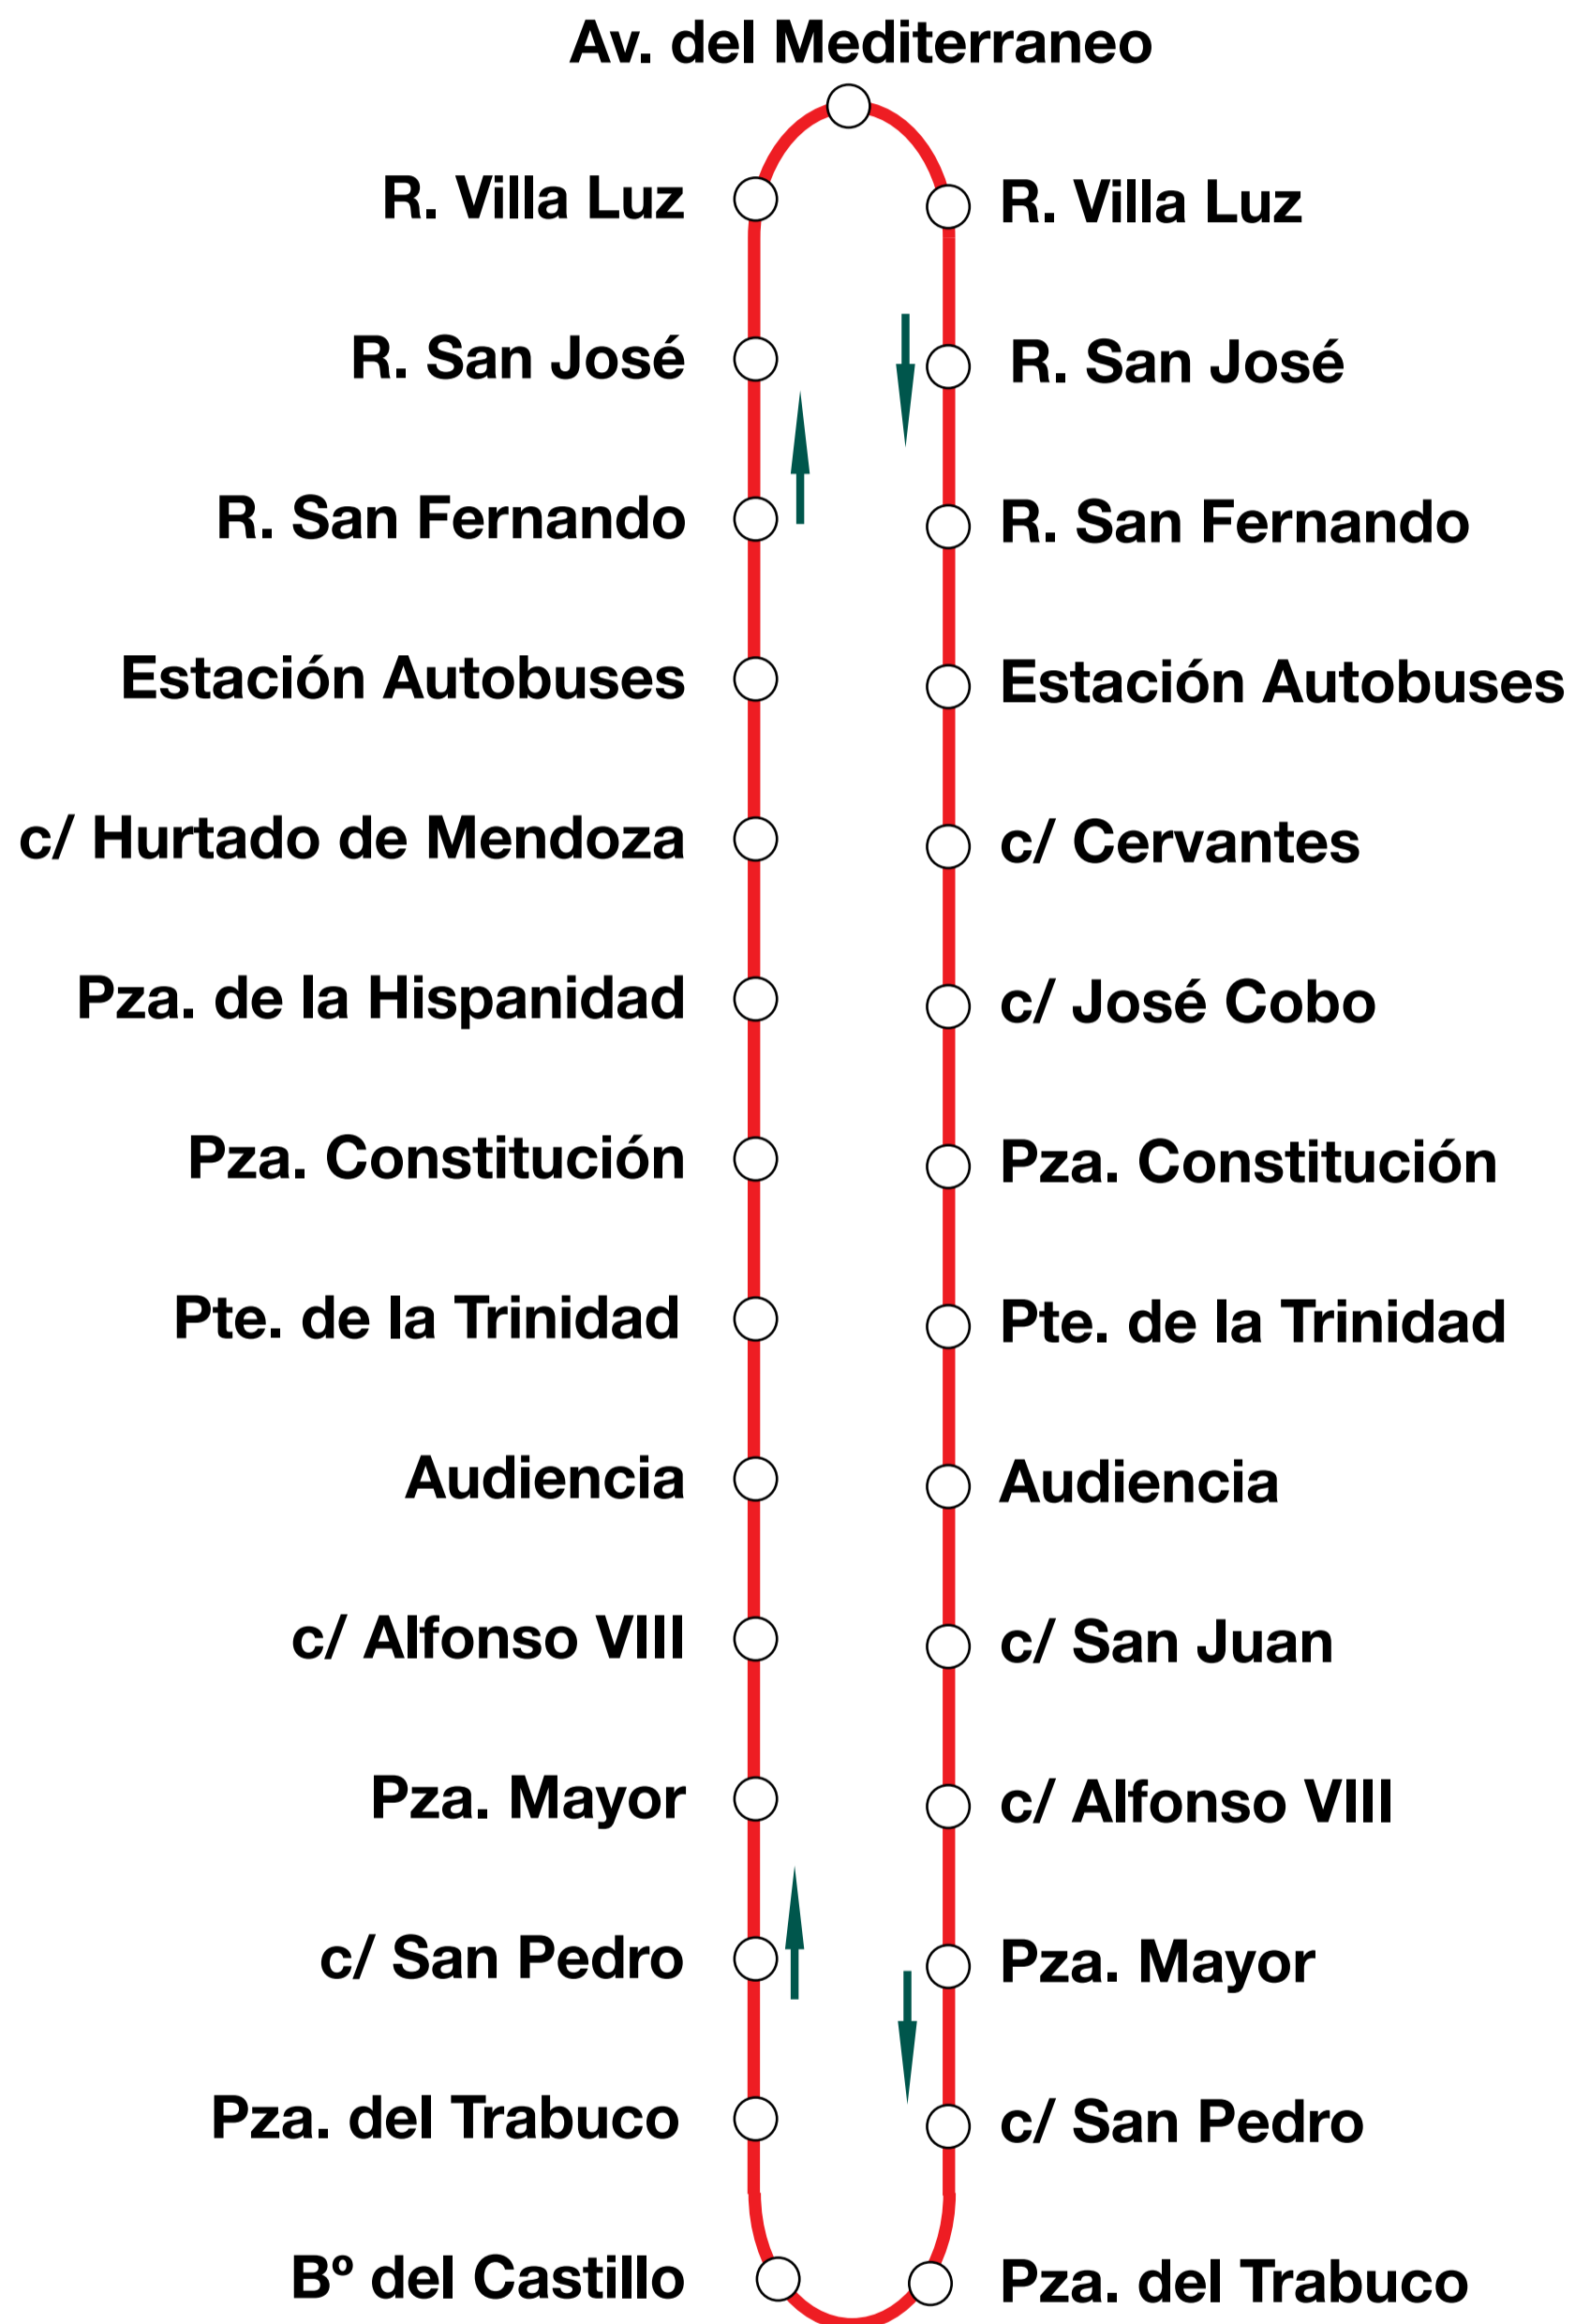 Av. del Mediterraneo
R. Villa Luz
R. Villa Luz
R. San José
R. San José
R. San Fernando
R. San Fernando
Estación Autobuses
Estación Autobuses
c/ Hurtado de Mendoza
c/ Cervantes
Pza. de la Hispanidad
c/ José Cobo
Pza. Constitución
Pza. Constitución
Pte. de la Trinidad
Pte. de la Trinidad
Audiencia
Audiencia
c/ Alfonso VIII
c/ San Juan
Pza. Mayor
c/ Alfonso VIII
c/ San Pedro
Pza. Mayor
Pza. del Trabuco
c/ San Pedro
Bº del Castillo
Pza. del Trabuco